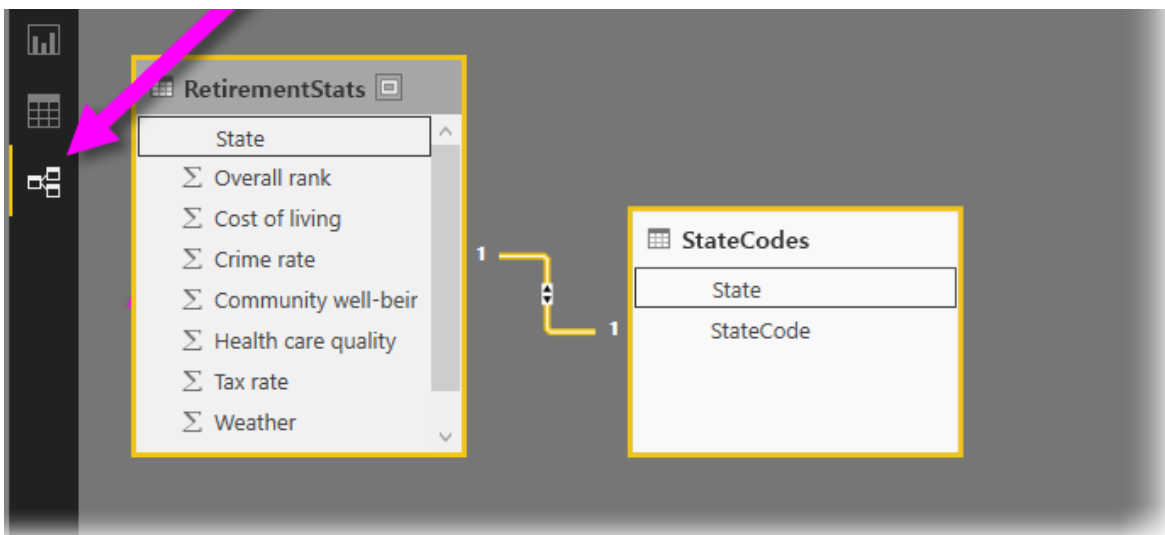 RetirementStats
State
Σ Overall rank
Σ Cost of living
Σ Crime rate
Σ Community well-beir
Σ Health care quality
Σ Tax rate
Σ Weather
1
1
StateCodes
State
StateCode